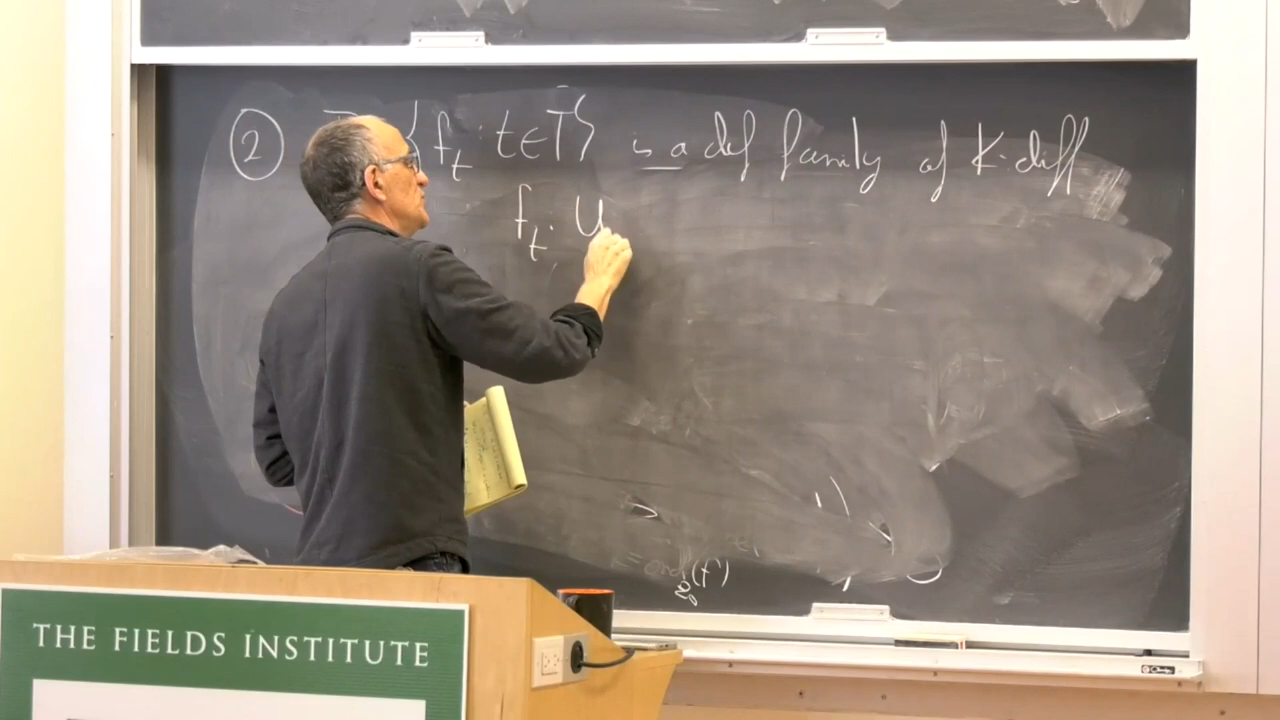 ② {f_t : t ∈ T} is a def family of K-diff
f_t : U
(f)
THE FIELDS INSTITUTE